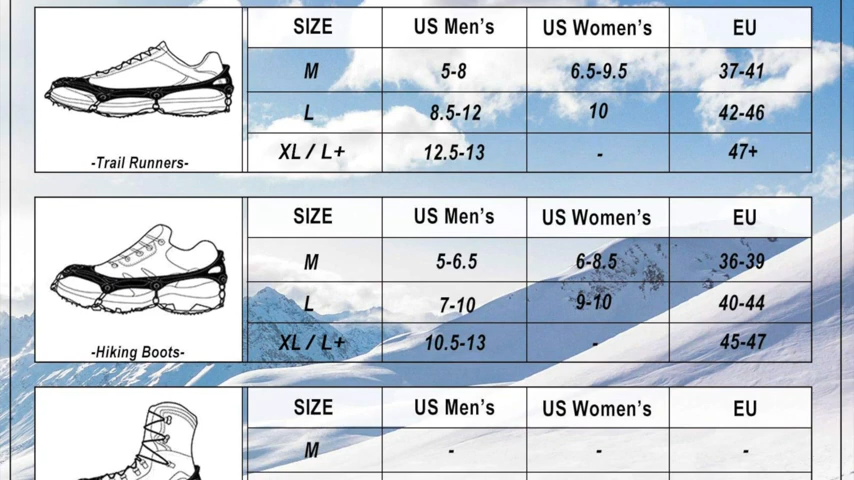 SIZE US Men's US Women's EU
M 5-8 6.5-9.5 37-41
L 8.5-12 10 42-46
XL / L+ 12.5-13 - 47+
-Trail Runners-
SIZE US Men's US Women's EU
M 5-6.5 6-8.5 36-39
L 7-10 9-10 40-44
XL / L+ 10.5-13 - 45-47
-Hiking Boots-
SIZE US Men's US Women's EU
M - - -